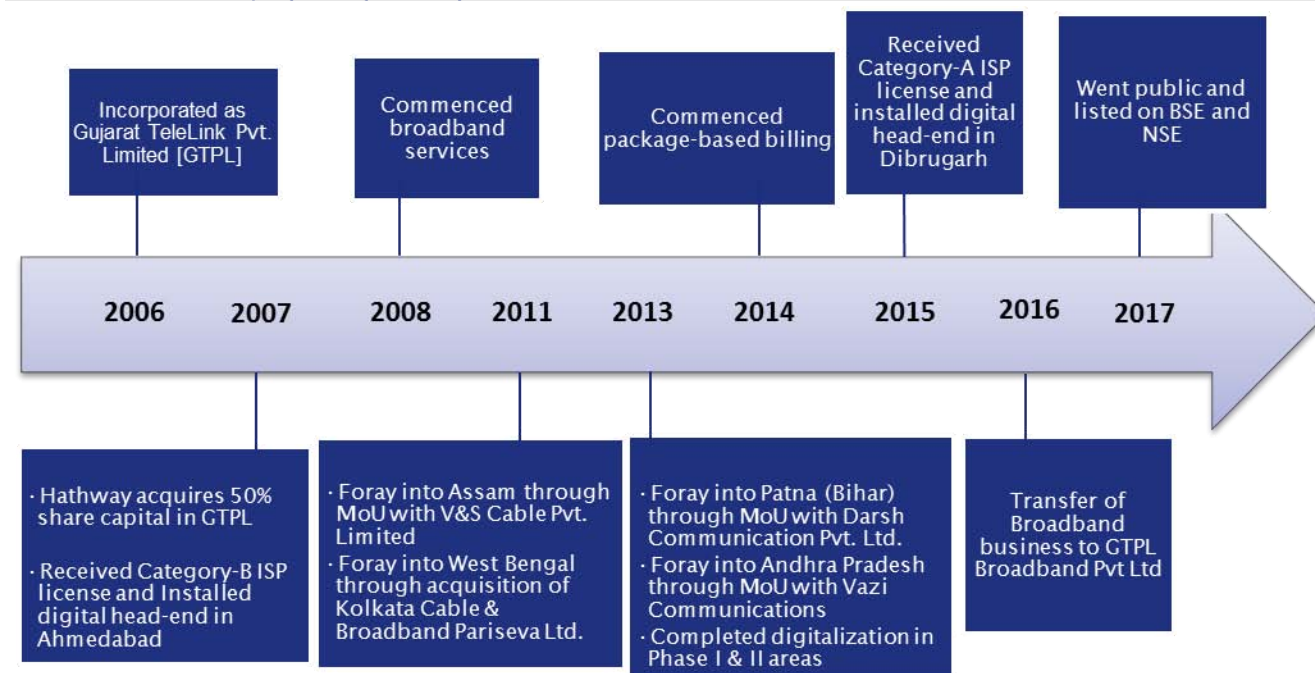 Incorporated as
Gujarat TeleLink Pvt.
Limited [GTPL]
Commenced
broadband
services
Commenced
package-based billing
Received
Category-A ISP
license and
installed digital
head-end in
Dibrugarh
Went public and
listed on BSE and
NSE
2006
2007
2008
2011
2013
2014
2015
2016
2017
· Hathway acquires 50%
share capital in GTPL
· Received Category-B ISP
license and Installed
digital head-end in
Ahmedabad
· Foray into Assam through
MoU with V&S Cable Pvt.
Limited
· Foray into West Bengal
through acquisition of
Kolkata Cable &
Broadband Pariseva Ltd.
· Foray into Patna (Bihar)
through MoU with Darsh
Communication Pvt. Ltd.
· Foray into Andhra Pradesh
through MoU with Vazi
Communications
· Completed digitalization in
Phase I & II areas
Transfer of
Broadband
business to GTPL
Broadband Pvt Ltd